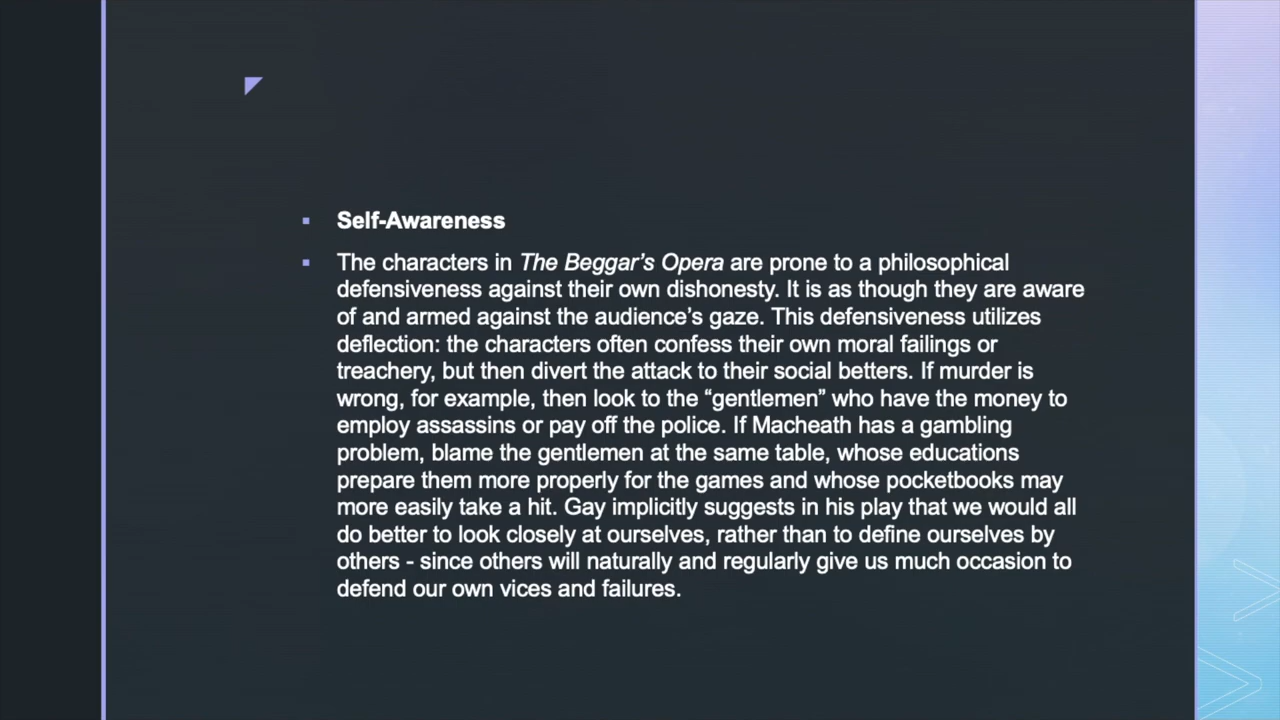 Self-Awareness
The characters in The Beggar’s Opera are prone to a philosophical
defensiveness against their own dishonesty. It is as though they are aware
of and armed against the audience’s gaze. This defensiveness utilizes
deflection: the characters often confess their own moral failings or
treachery, but then divert the attack to their social betters. If murder is
wrong, for example, then look to the “gentlemen” who have the money to
employ assassins or pay off the police. If Macheath has a gambling
problem, blame the gentlemen at the same table, whose educations
prepare them more properly for the games and whose pocketbooks may
more easily take a hit. Gay implicitly suggests in his play that we would all
do better to look closely at ourselves, rather than to define ourselves by
others - since others will naturally and regularly give us much occasion to
defend our own vices and failures.